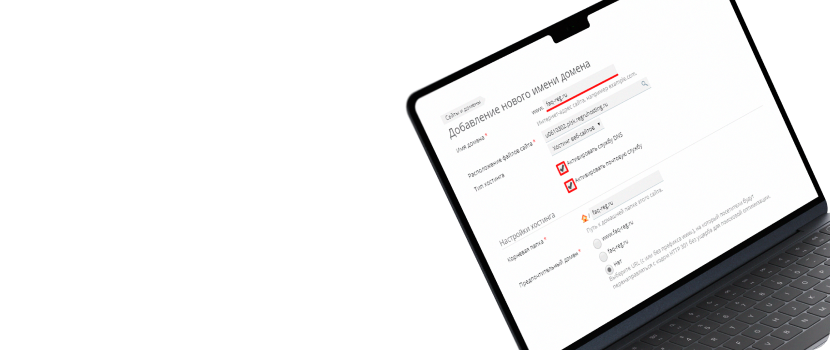 Сайты и домены
Добавление нового имени домена
Имя домена *
www. faq-reg.ru
Интернет-адрес сайта, например example.com.
Расположение файлов сайта *
u0010302.plsk.regruhosting.ru
Тип хостинга
Хостинг веб-сайтов
Активировать службу DNS
Активировать почтовую службу
Настройки хостинга
Корневая папка *
/ faq-reg.ru
Путь к домашней папке этого сайта.
Предпочтительный домен *
www.faq-reg.ru
faq-reg.ru
Нет
Выберите URL (с или без префикса www.), на который посетители будут
перенаправляться с кодом HTTP 301 без ущерба для поисковой оптимизации.